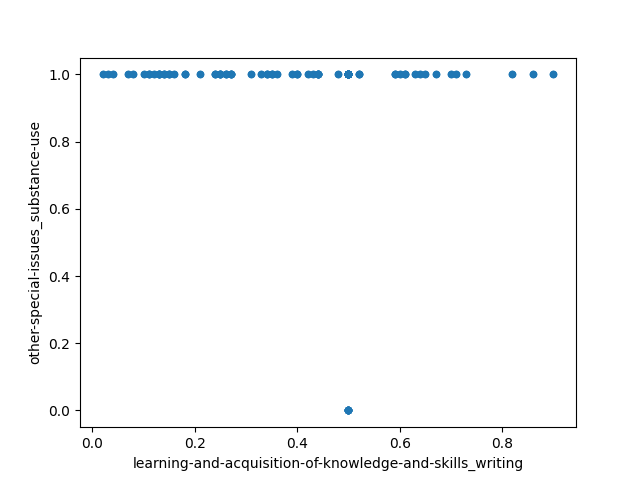 1.0
0.8
0.6
0.4
0.2
0.0
other-special-issues_substance-use
0.0 0.2 0.4 0.6 0.8
learning-and-acquisition-of-knowledge-and-skills_writing